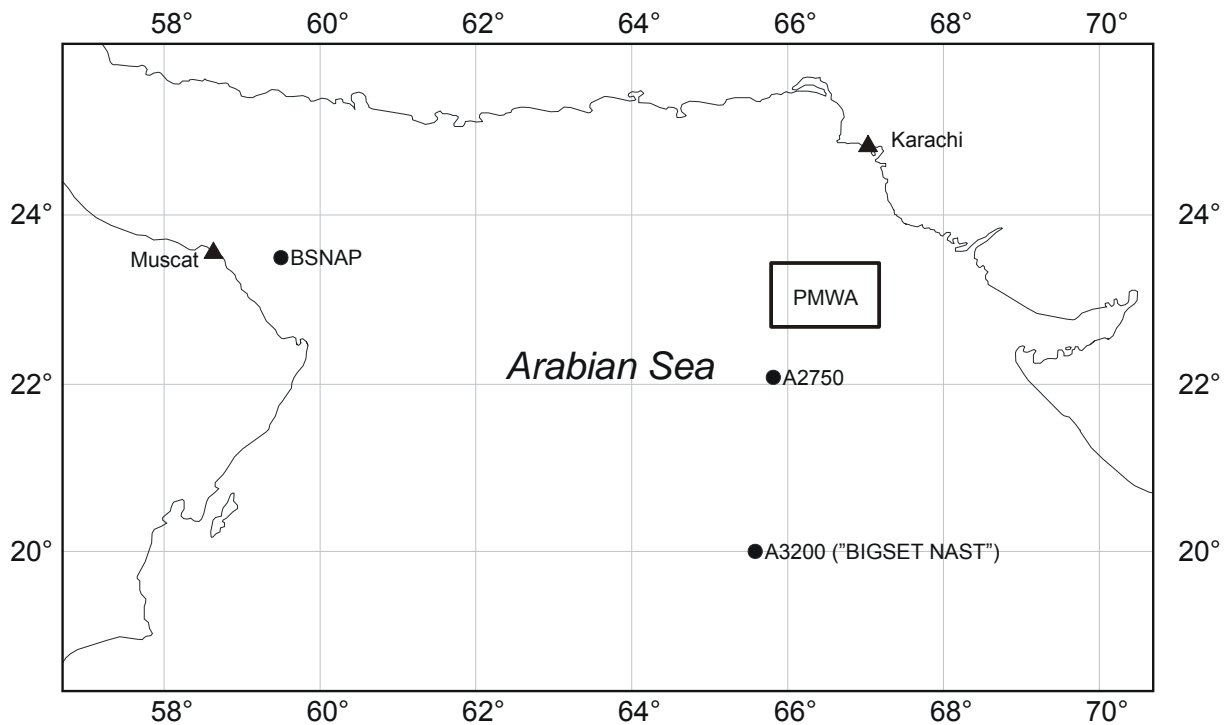 58° 60° 62° 64° 66° 68° 70°
Karachi
24° 24°
Muscat
BSNAP
PMWA
Arabian Sea
A2750
22° 22°
20° A3200 (”BIGSET NAST”) 20°
58° 60° 62° 64° 66° 68° 70°